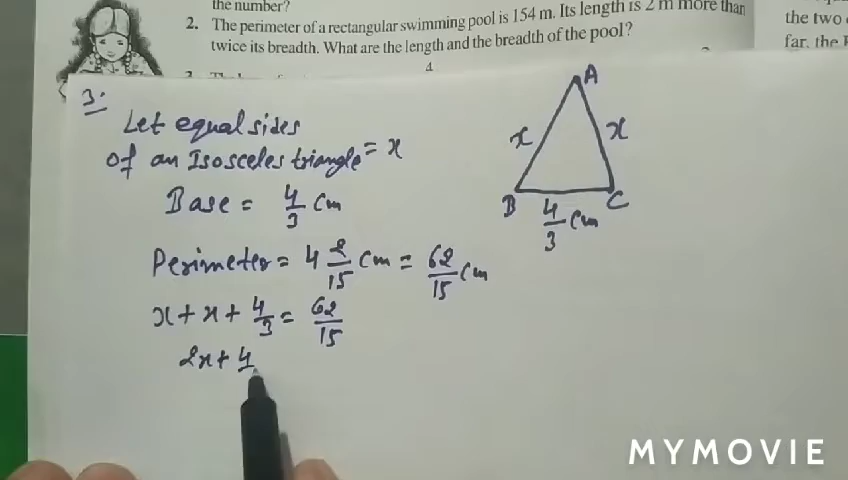 the number?
2. The perimeter of a rectangular swimming pool is 154 m. Its length is 2 m more than
twice its breadth. What are the length and the breadth of the pool?
the two
far, the
3.
Let equal sides
of an Isosceles triangle = x
Base = 4/3 cm
Perimeter = 4 2/15 cm = 62/15 cm
x + x + 4/3 = 62/15
2x + 4
A
x
x
B
C
4/3 cm
MYMOVIE